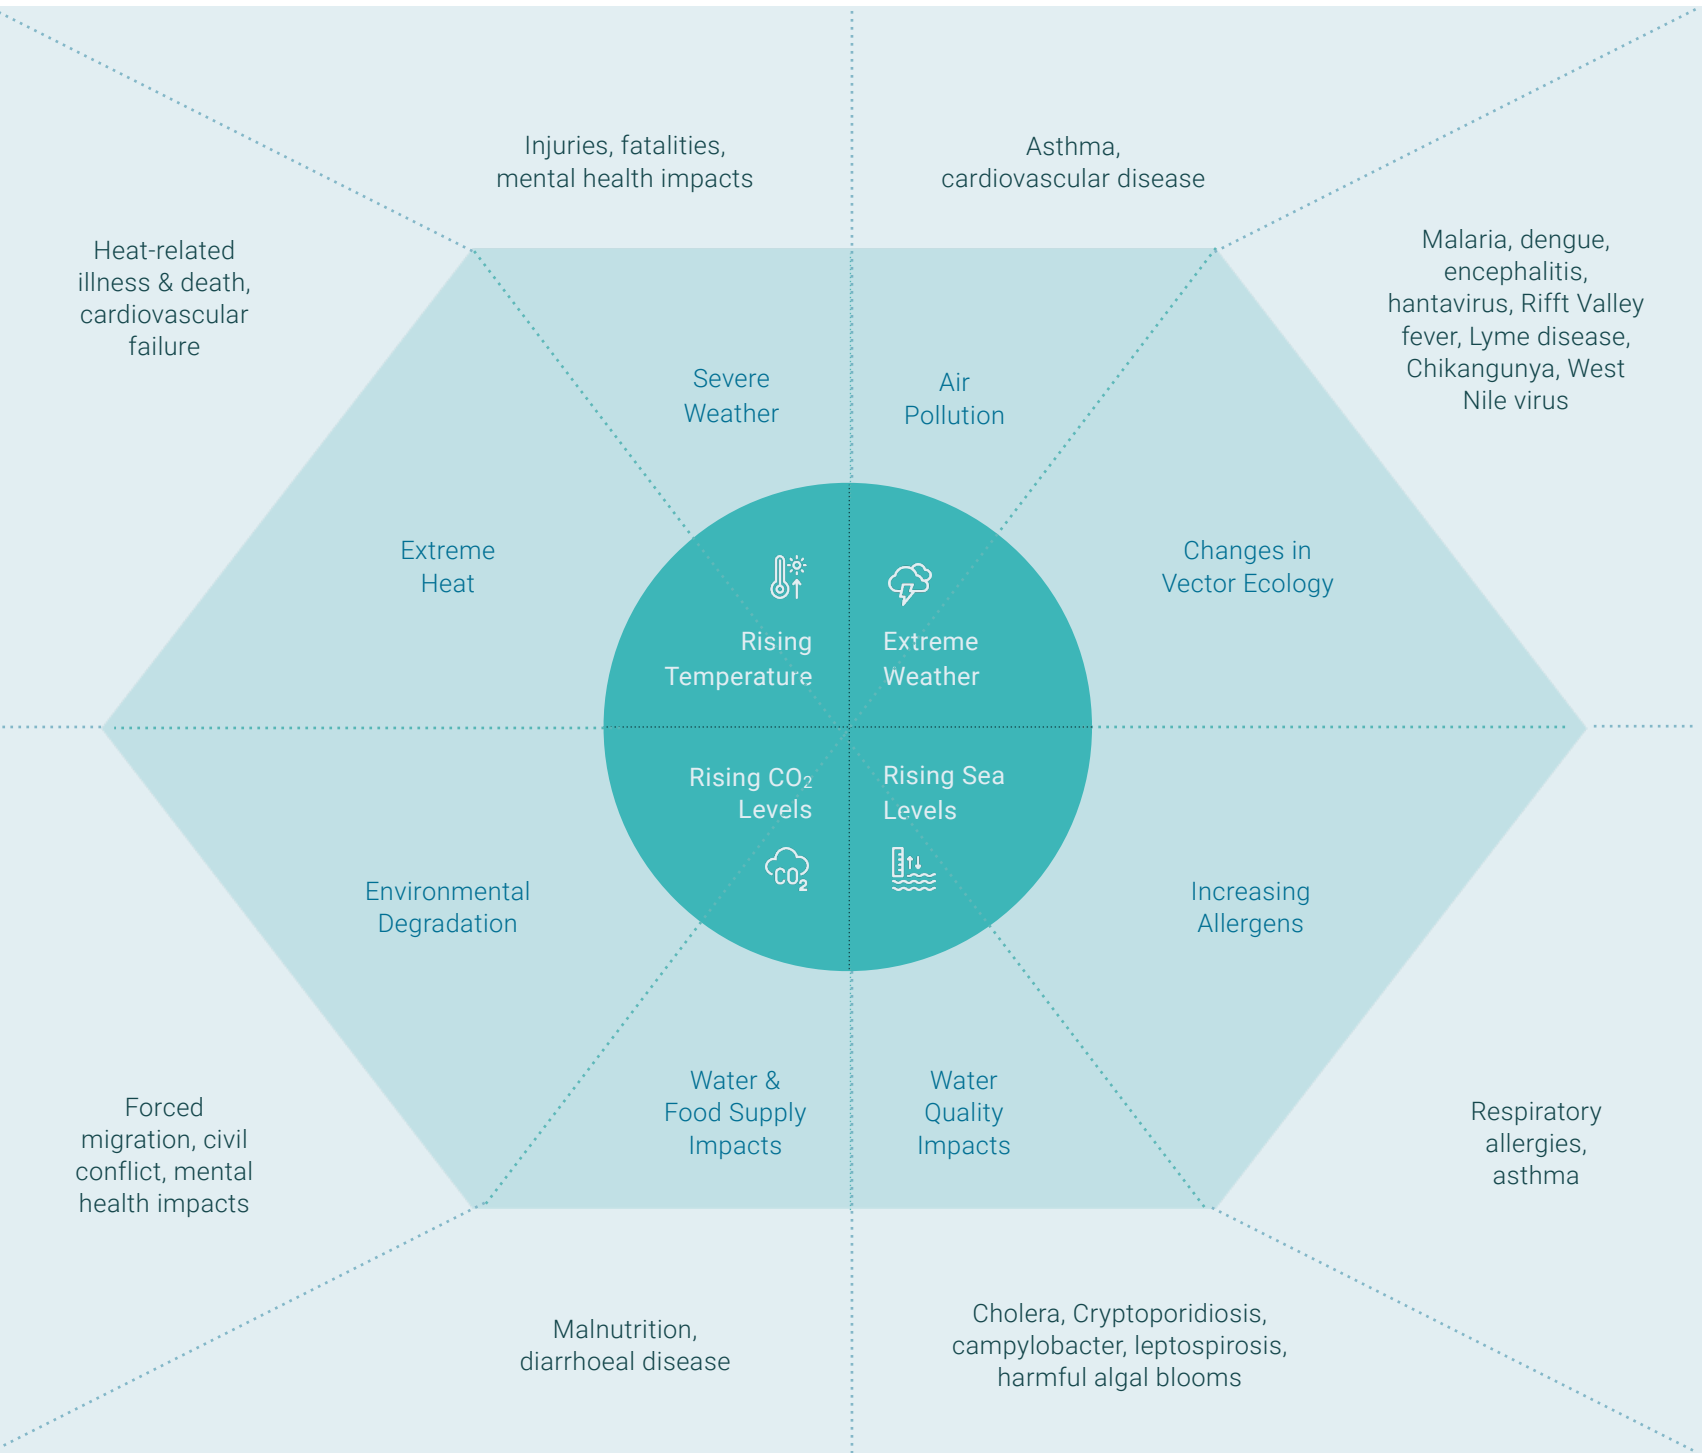 Injuries, fatalities,
mental health impacts
Asthma,
cardiovascular disease
Heat-related
illness & death,
cardiovascular
failure
Malaria, dengue,
encephalitis,
hantavirus, Rifft Valley
fever, Lyme disease,
Chikangunya, West
Nile virus
Severe
Weather
Air
Pollution
Extreme
Heat
Changes in
Vector Ecology
Rising
Temperature
Extreme
Weather
Rising CO₂
Levels
CO₂
Rising Sea
Levels
Environmental
Degradation
Increasing
Allergens
Water &
Food Supply
Impacts
Water
Quality
Impacts
Forced
migration, civil
conflict, mental
health impacts
Respiratory
allergies,
asthma
Malnutrition,
diarrhoeal disease
Cholera, Cryptoporidiosis,
campylobacter, leptospirosis,
harmful algal blooms